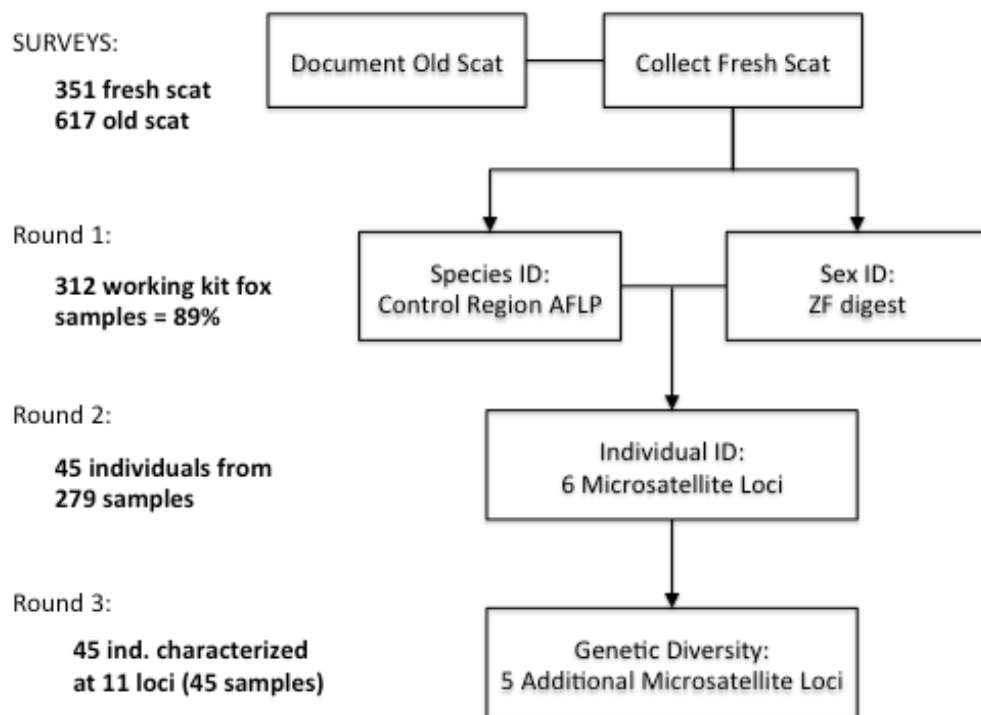 SURVEYS:
351 fresh scat
617 old scat
Document Old Scat
Collect Fresh Scat
Round 1:
312 working kit fox
samples = 89%
Species ID:
Control Region AFLP
Sex ID:
ZF digest
Round 2:
45 individuals from
279 samples
Individual ID:
6 Microsatellite Loci
Round 3:
45 ind. characterized
at 11 loci (45 samples)
Genetic Diversity:
5 Additional Microsatellite Loci